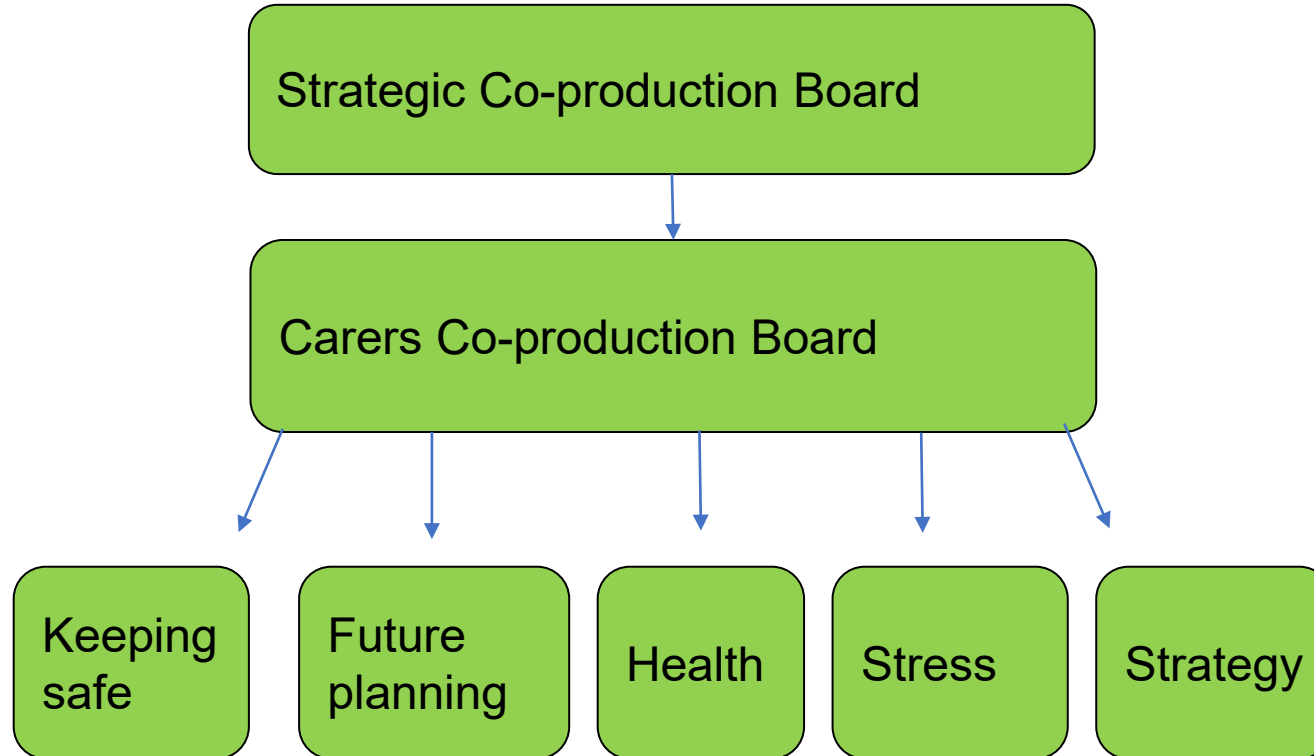 Strategic Co-production Board
Carers Co-production Board
Keeping
safe
Future
planning
Health
Stress
Strategy